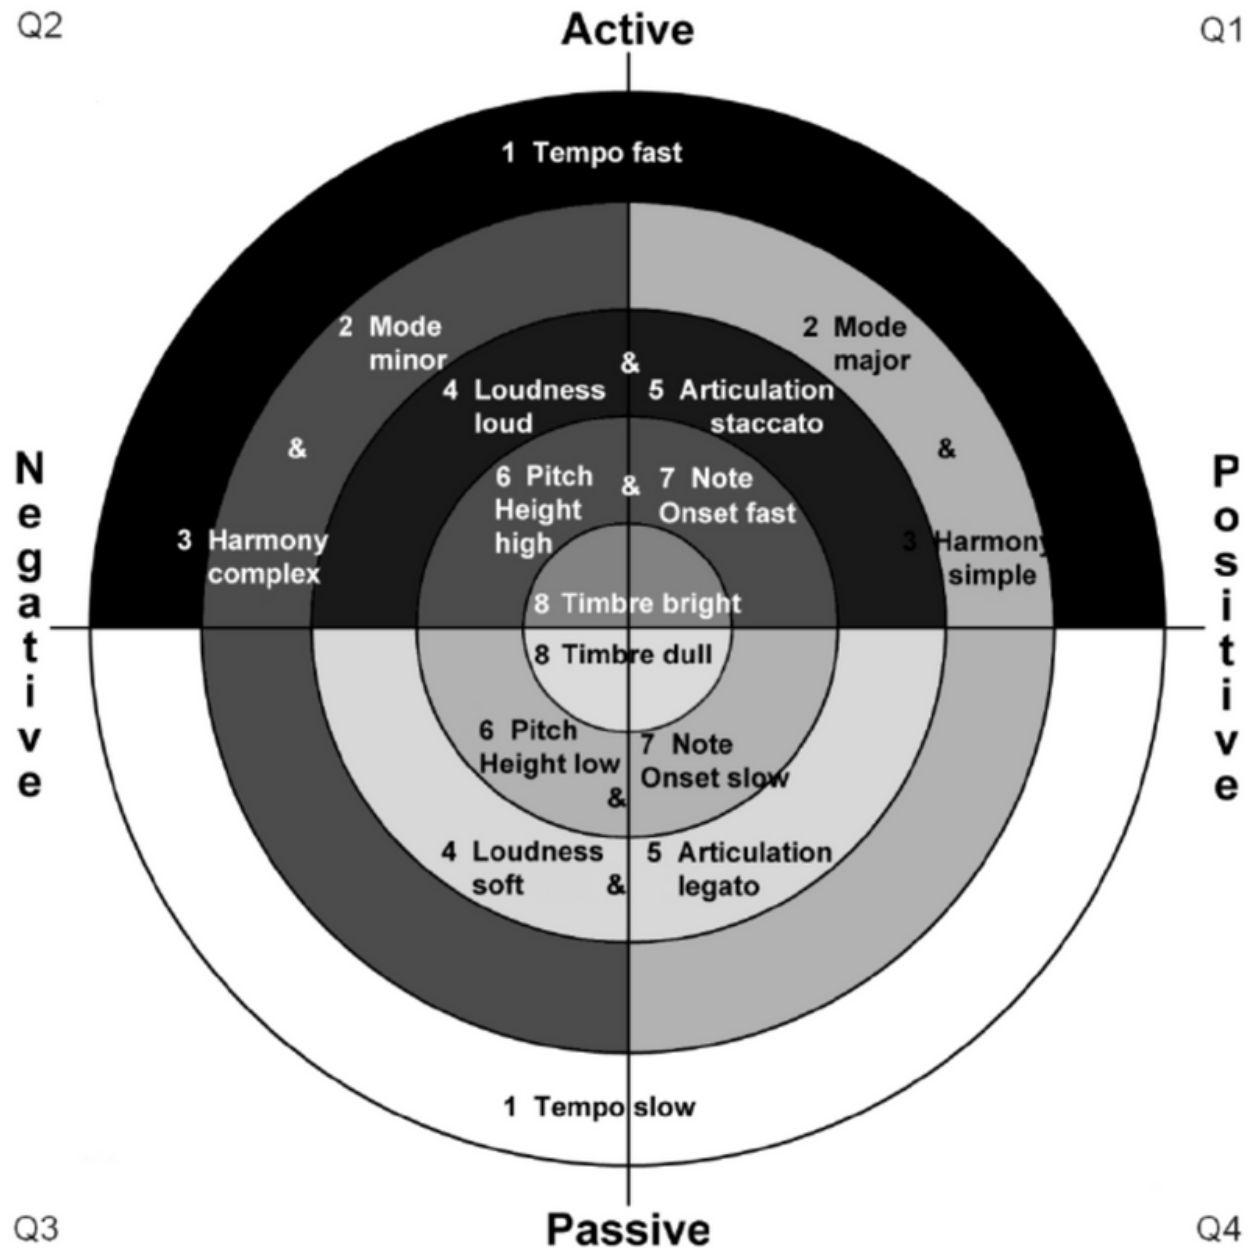 Q2
Active
Q1
1 Tempo fast
2 Mode
minor
2 Mode
major
&
4 Loudness
loud
5 Articulation
staccato
&
&
Negative
Positive
6 Pitch
Height
high
&
7 Note
Onset fast
3 Harmony
complex
3 Harmony
simple
8 Timbre bright
8 Timbre dull
6 Pitch
Height low
&
7 Note
Onset slow
4 Loudness
soft
&
5 Articulation
legato
1 Tempo slow
Q3
Passive
Q4